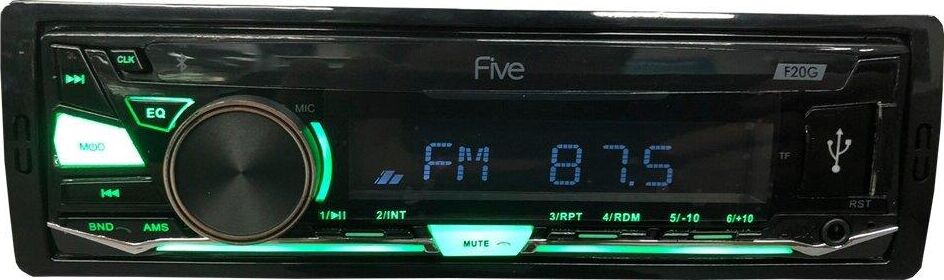 CLK
Five
F20G
EQ
MIC
MOD
FM 87.5
TF
RST
BND
AMS
1/
2/INT
MUTE
3/RPT
4/RDM
5/-10
6/+10